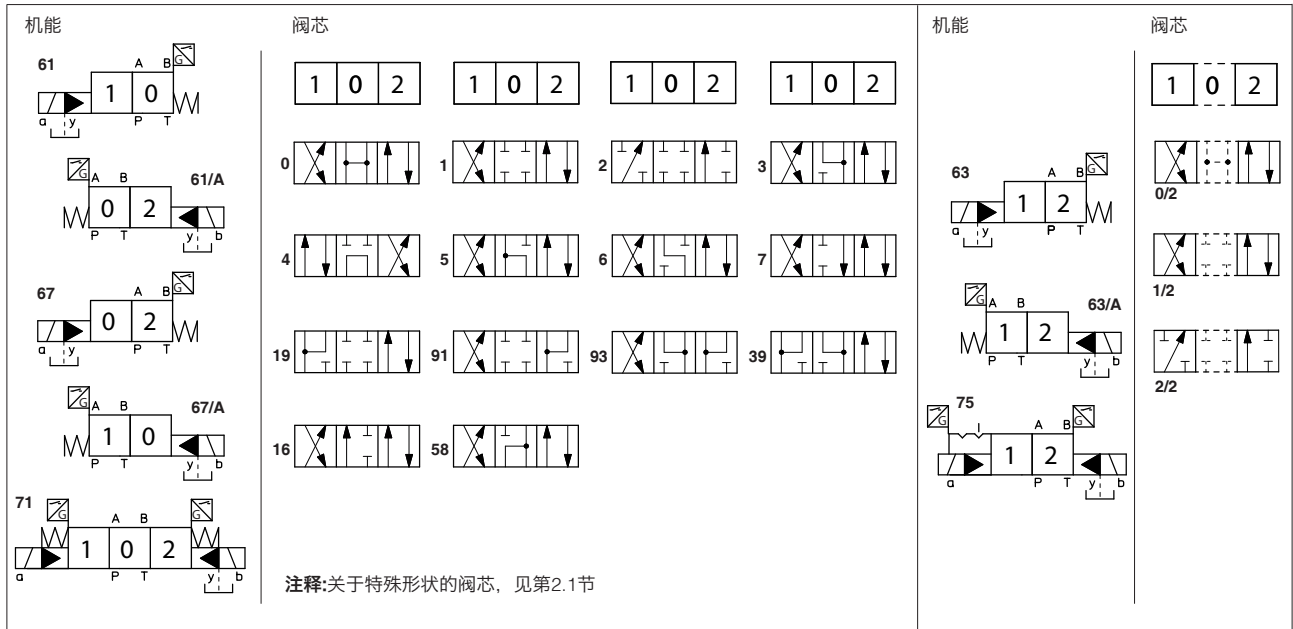 机能
阀芯
机能
阀芯
61
A B
G
1 0
a y
P T
G
A B
61/A
0 2
P T
y b
67
A B
G
0 2
a y
P T
G
A B
67/A
1 0
P T
y b
71
G
G
A B
1 0 2
a
P T
y b
1 0 2
1 0 2
1 0 2
1 0 2
0
1
2
3
4
5
6
7
19
91
93
39
16
58
注释:关于特殊形状的阀芯，见第2.1节
63
A B
G
1 2
a y
P T
G
A B
63/A
1 2
P T
y b
75
G
A B
G
1 2
a
P T
y b
1 0 2
0/2
1/2
2/2